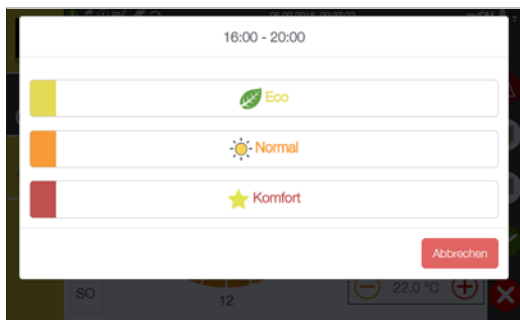 16:00 - 20:00
Eco
Normal
Komfort
Abbrechen
SO
12
22.0 °C